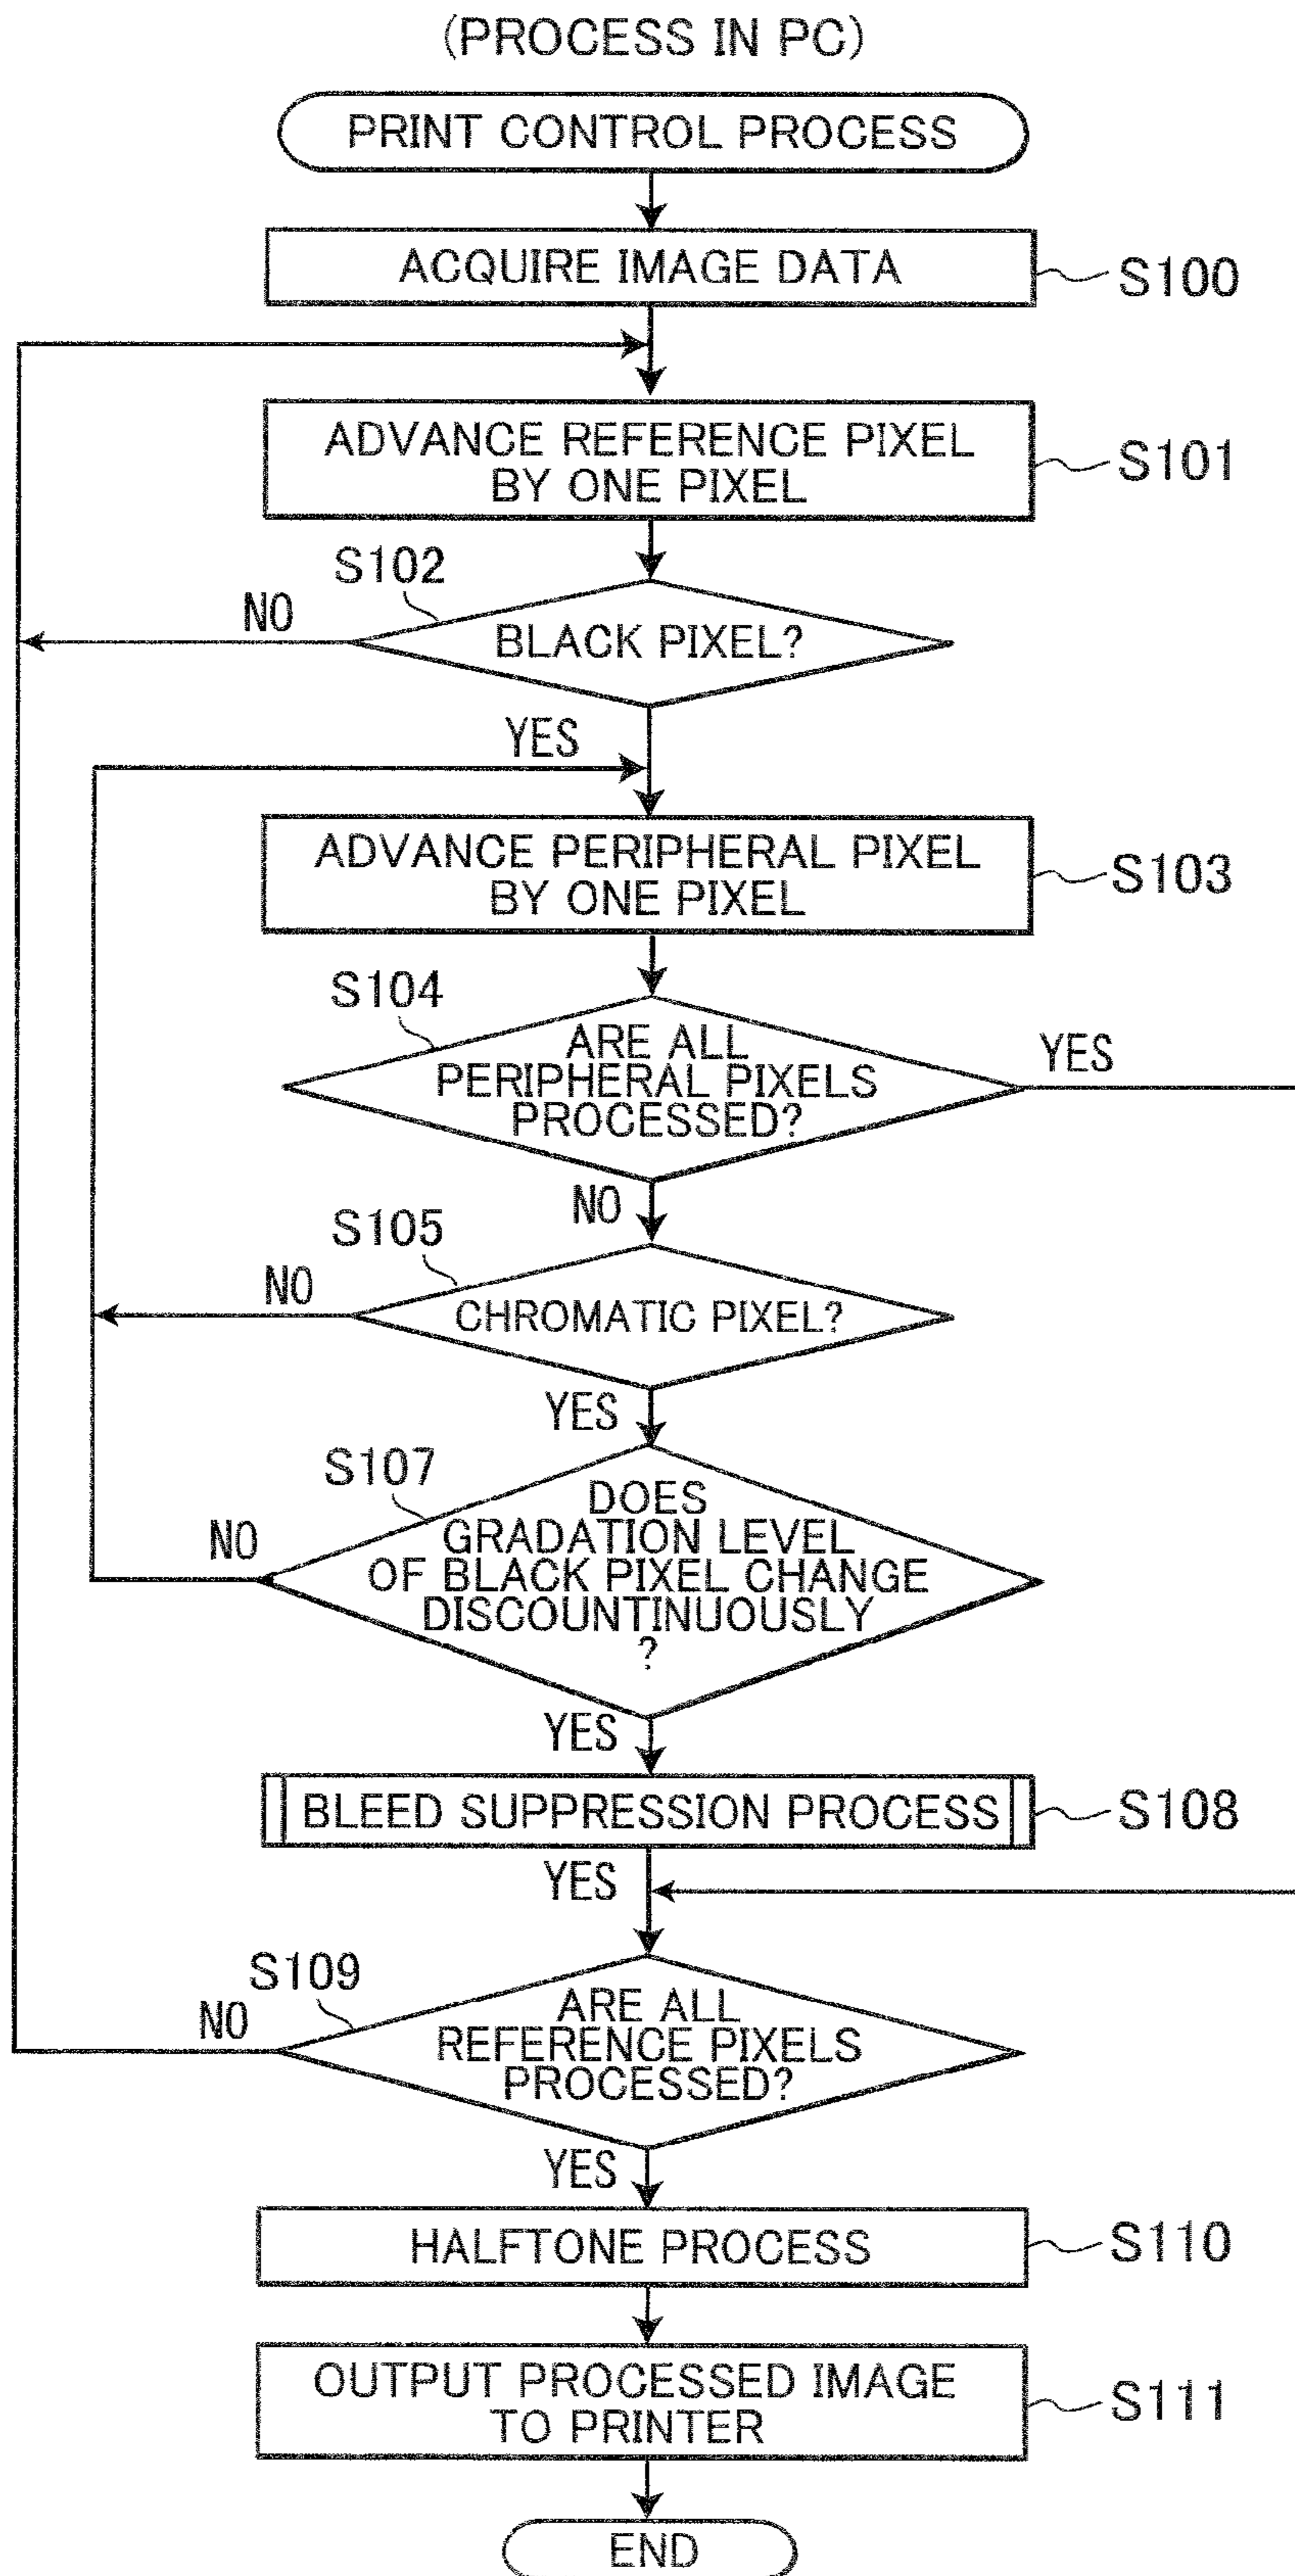 (PROCESS IN PC)
PRINT CONTROL PROCESS
ACQUIRE IMAGE DATA
S100
ADVANCE REFERENCE PIXEL
BY ONE PIXEL
S101
S102
NO
BLACK PIXEL?
YES
ADVANCE PERIPHERAL PIXEL
BY ONE PIXEL
S103
S104
ARE ALL
PERIPHERAL PIXELS
PROCESSED?
YES
NO
S105
NO
CHROMATIC PIXEL?
YES
S107
NO
DOES
GRADATION LEVEL
OF BLACK PIXEL CHANGE
DISCOUNTINUOUSLY
?
YES
BLEED SUPPRESSION PROCESS
S108
YES
S109
NO
ARE ALL
REFERENCE PIXELS
PROCESSED?
YES
HALFTONE PROCESS
S110
OUTPUT PROCESSED IMAGE
TO PRINTER
S111
END